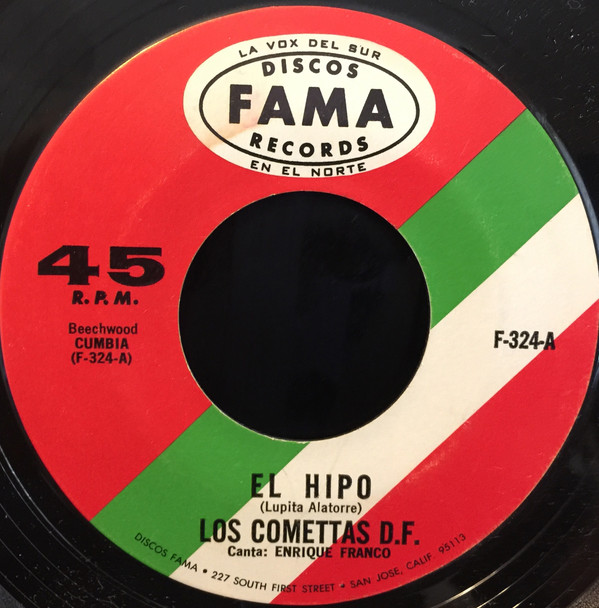 LA VOX DEL SUR
DISCOS
FAMA
RECORDS
EN EL NORTE
45
R.P.M.
Beechwood
CUMBIA
(F-324-A)
F-324-A
EL HIPO
(Lupita Alatorre)
LOS COMETTAS D.F.
Canta: ENRIQUE FRANCO
DISCOS FAMA • 227 SOUTH FIRST STREET • SAN JOSE, CALIF. 95113